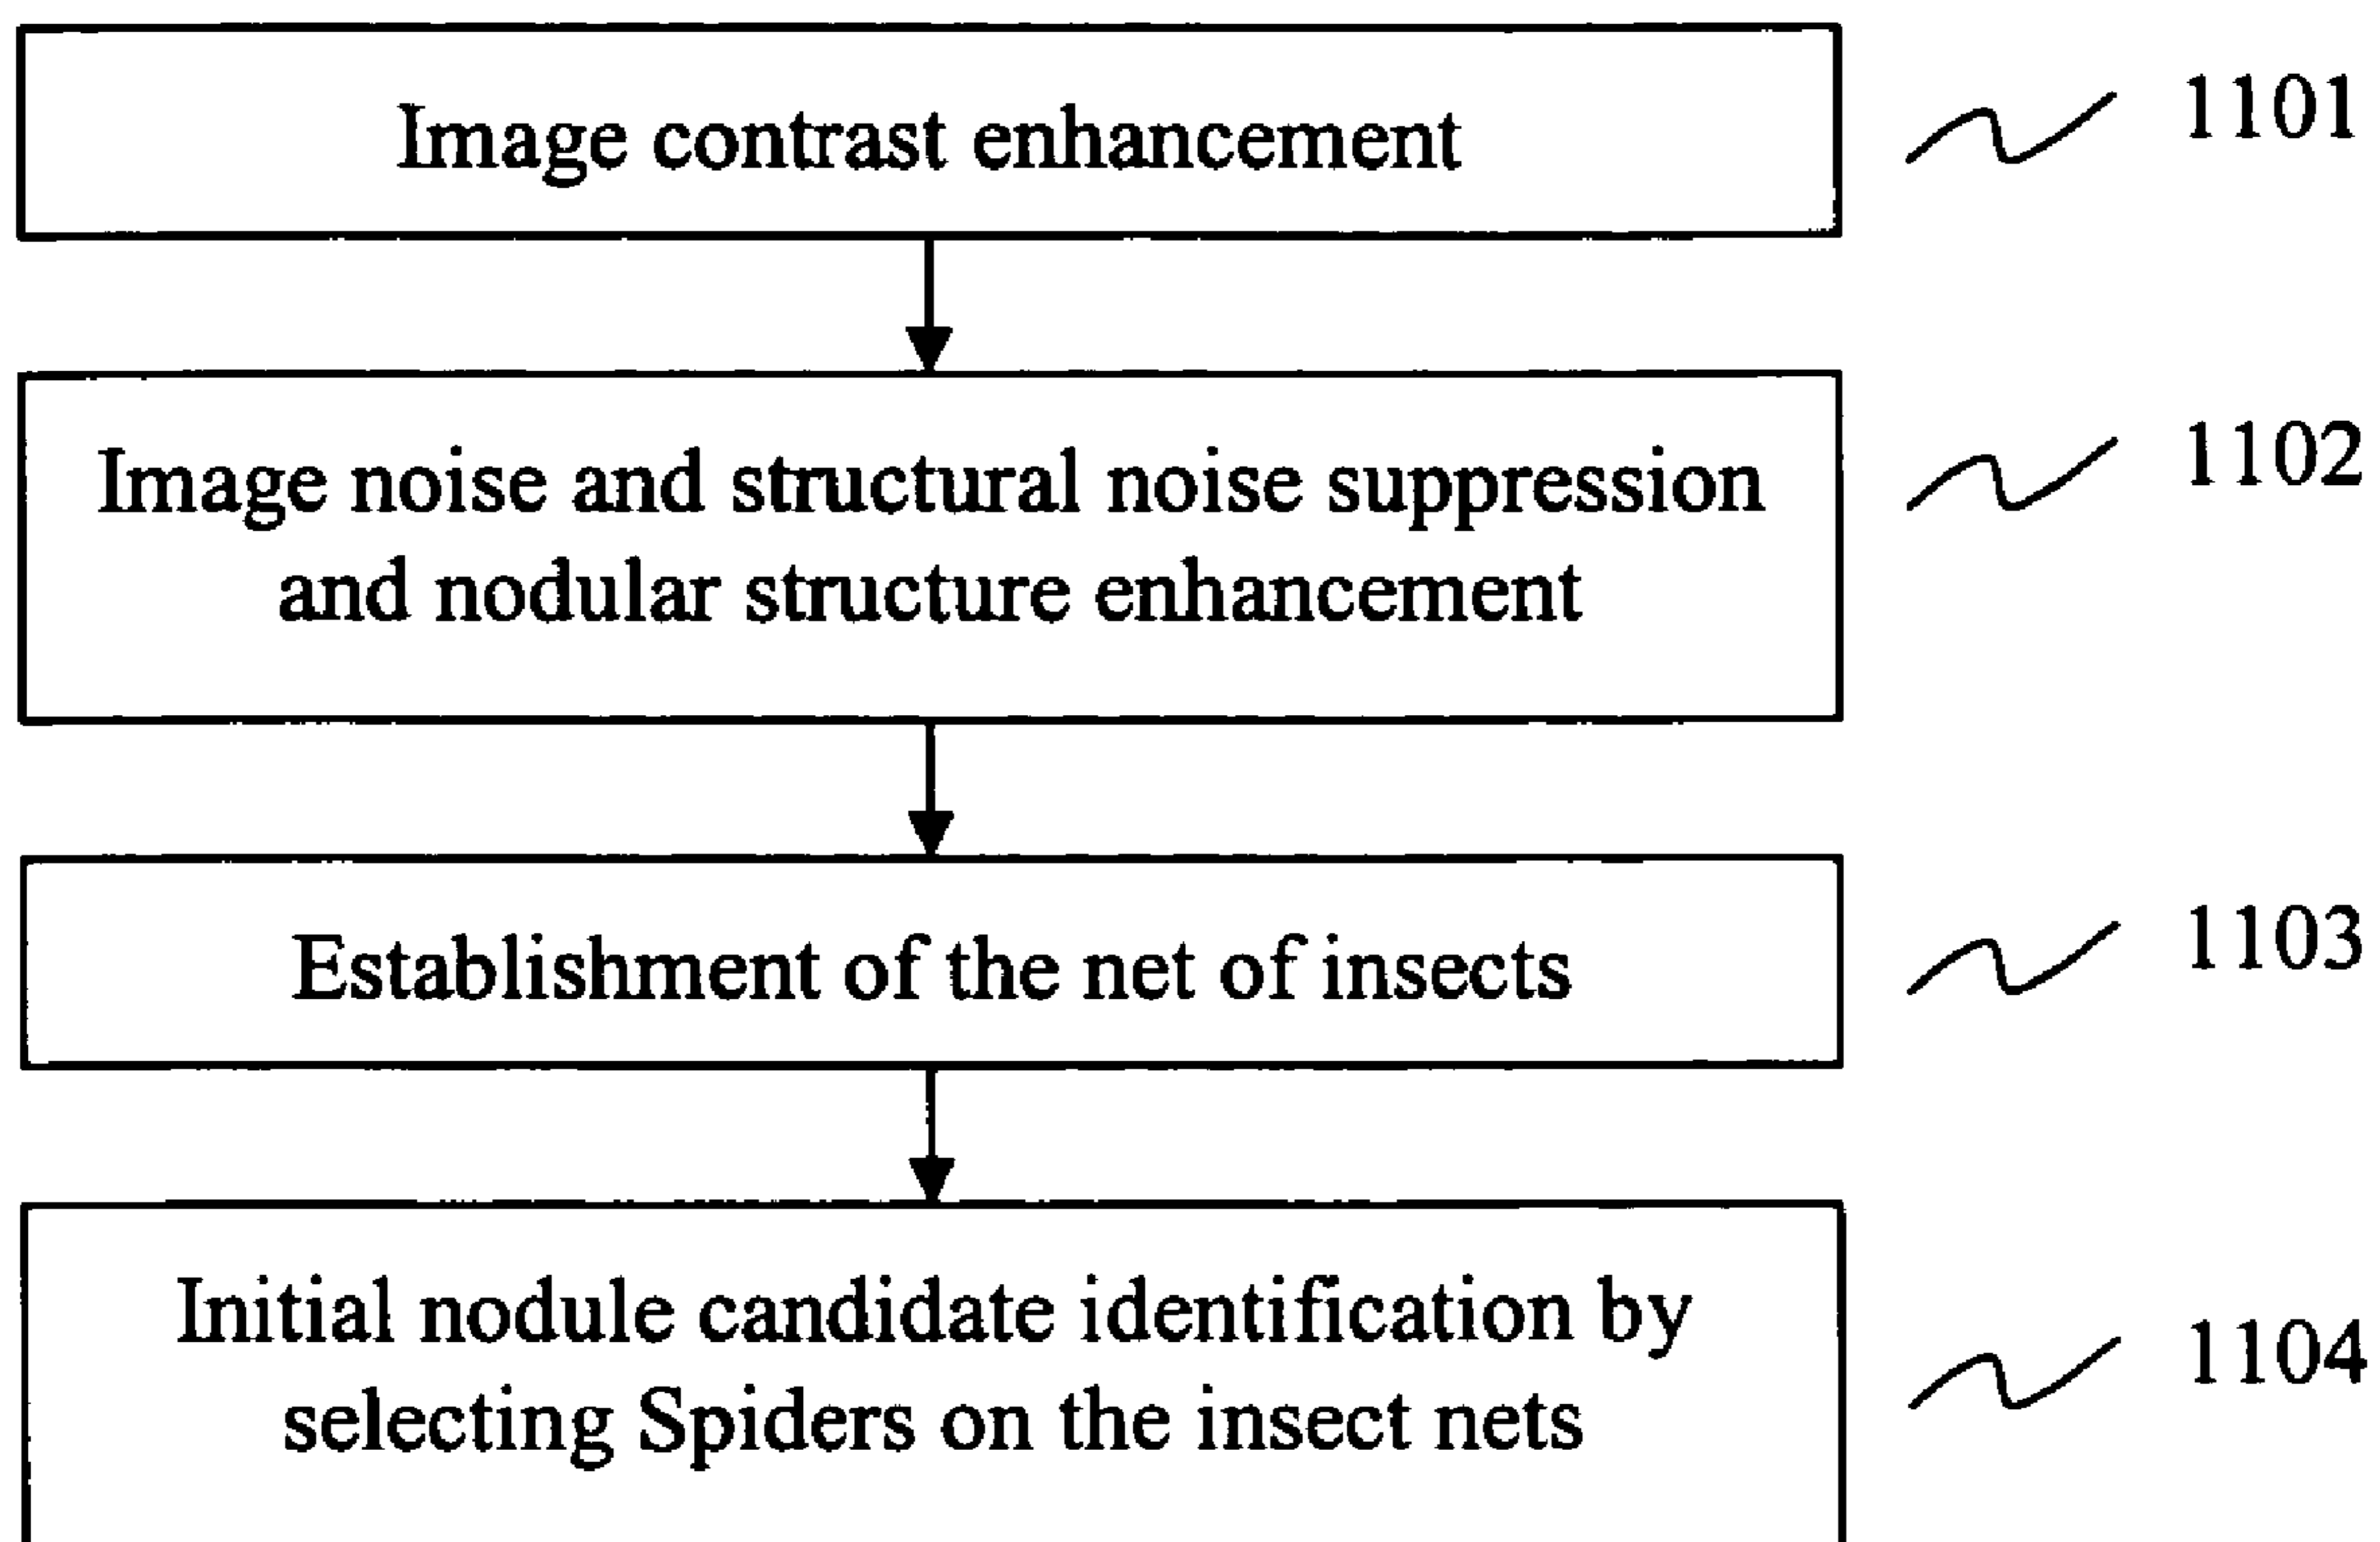 Image contrast enhancement
1101
Image noise and structural noise suppression
and nodular structure enhancement
1102
Establishment of the net of insects
1103
Initial nodule candidate identification by
selecting Spiders on the insect nets
1104